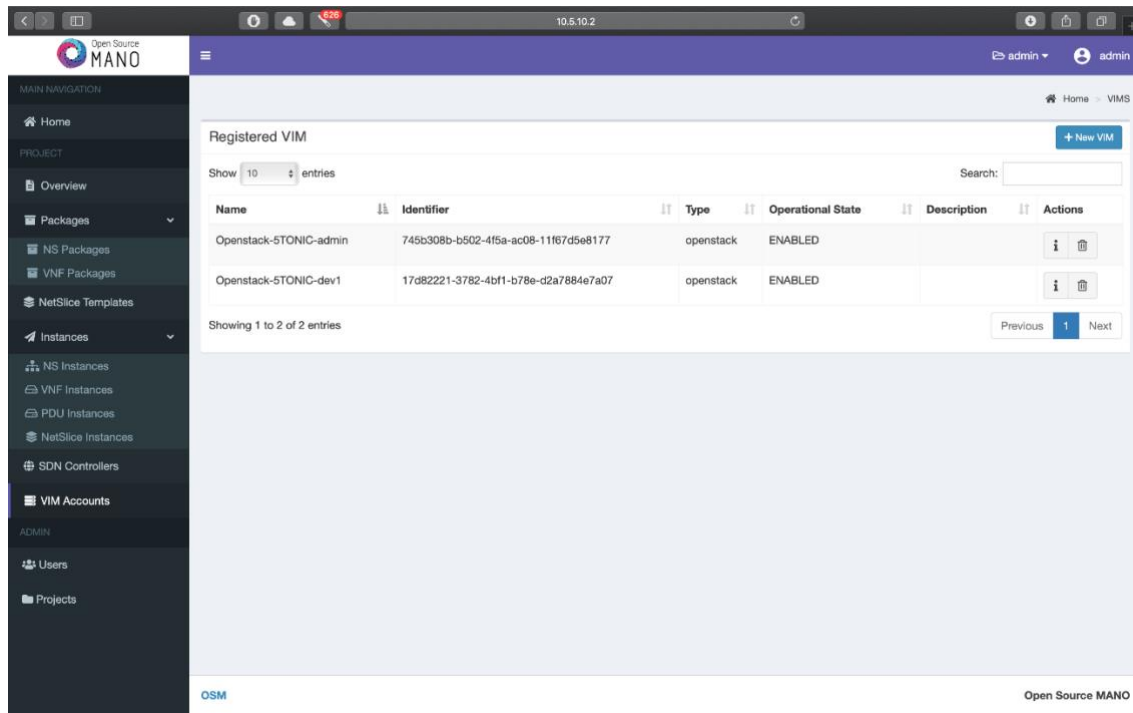 626
10.5.10.2
Open Source
MANO
admin
admin
MAIN NAVIGATION
Home > VIMS
Home
Registered VIM
+ New VIM
PROJECT
Show 10 entries
Search:
Overview
Name Identifier Type Operational State Description Actions
Packages
Openstack-5TONIC-admin 745b308b-b502-4f5a-ac08-11f67d5e8177 openstack ENABLED
NS Packages
VNF Packages
Openstack-5TONIC-dev1 17d82221-3782-4bf1-b78e-d2a7884e7a07 openstack ENABLED
NetSlice Templates
Showing 1 to 2 of 2 entries
Previous 1 Next
Instances
NS Instances
VNF Instances
PDU Instances
NetSlice Instances
SDN Controllers
VIM Accounts
ADMIN
Users
Projects
OSM
Open Source MANO